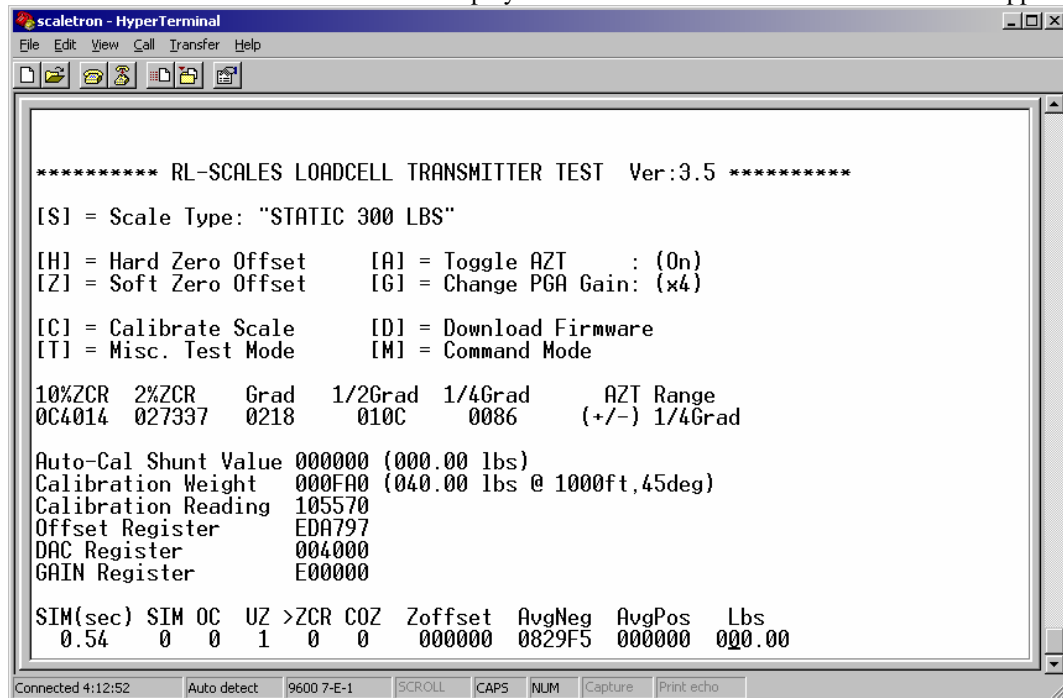 scaletron - HyperTerminal
File Edit View Call Transfer Help
********** RL-SCALES LOADCELL TRANSMITTER TEST Ver:3.5 **********
[S] = Scale Type: "STATIC 300 LBS"
[H] = Hard Zero Offset [A] = Toggle AZT : (On)
[Z] = Soft Zero Offset [G] = Change PGA Gain: (x4)
[C] = Calibrate Scale [D] = Download Firmware
[T] = Misc. Test Mode [M] = Command Mode
10%ZCR 2%ZCR Grad 1/2Grad 1/4Grad AZT Range
0C4014 027337 0218 010C 0086 (+/-) 1/4Grad
Auto-Cal Shunt Value 000000 (000.00 lbs)
Calibration Weight 000FA0 (040.00 lbs @ 1000ft,45deg)
Calibration Reading 105570
Offset Register EDA797
DAC Register 004000
GAIN Register E00000
SIM(sec) SIM OC UZ >ZCR COZ Zoffset AvgNeg AvgPos Lbs
0.54 0 0 1 0 0 000000 0829F5 000000 000.00
Connected 4:12:52 Auto detect 9600 7-E-1 SCROLL CAPS NUM Capture Print echo